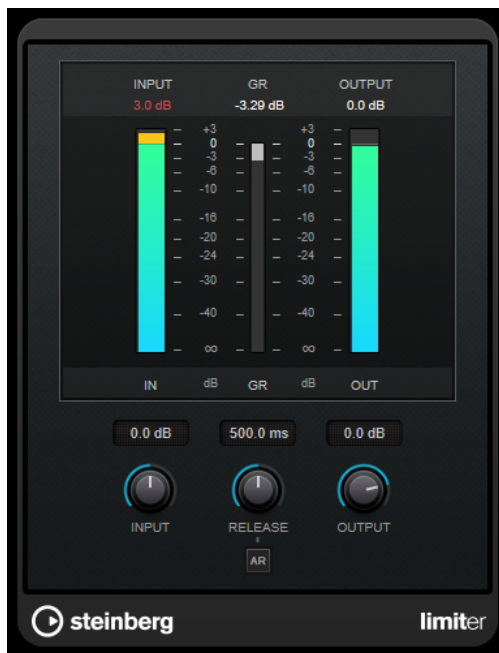 INPUT GR OUTPUT
3.0 dB -3.29 dB 0.0 dB
+3 +3
0 0
-3 -3
-6 -6
-10 -10
-16 -16
-20 -20
-24 -24
-30 -30
-40 -40
∞ ∞
IN dB GR dB OUT
0.0 dB 500.0 ms 0.0 dB
INPUT RELEASE OUTPUT
AR
steinberg limiter